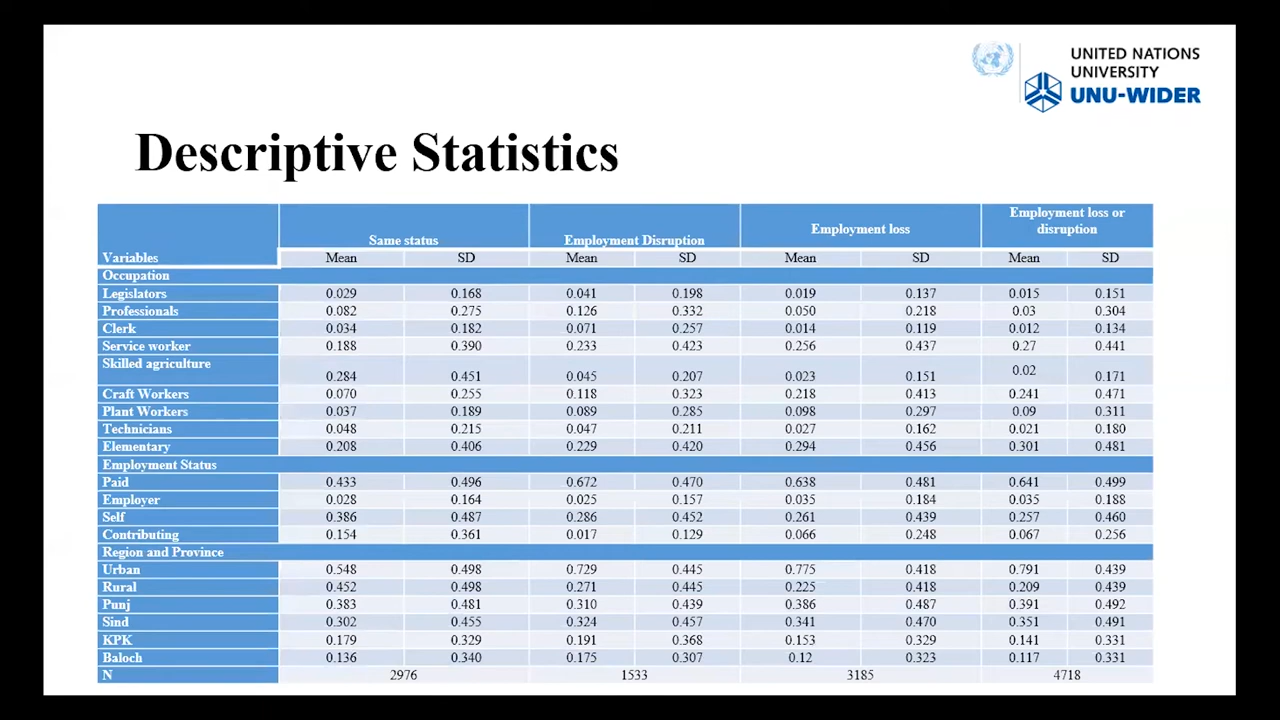 UNITED NATIONS
UNIVERSITY
UNU-WIDER
Descriptive Statistics
Variables Same status Employment Disruption Employment loss Employment loss or disruption
Mean SD Mean SD Mean SD Mean SD
Occupation
Legislators 0.029 0.168 0.041 0.198 0.019 0.137 0.015 0.151
Professionals 0.082 0.275 0.126 0.332 0.050 0.218 0.03 0.304
Clerk 0.034 0.182 0.071 0.257 0.014 0.119 0.012 0.134
Service worker 0.188 0.390 0.233 0.423 0.256 0.437 0.27 0.441
Skilled agriculture 0.284 0.451 0.045 0.207 0.023 0.151 0.02 0.171
Craft Workers 0.070 0.255 0.118 0.323 0.218 0.413 0.241 0.471
Plant Workers 0.037 0.189 0.089 0.285 0.098 0.297 0.09 0.311
Technicians 0.048 0.215 0.047 0.211 0.027 0.162 0.021 0.180
Elementary 0.208 0.406 0.229 0.420 0.294 0.456 0.301 0.481
Employment Status
Paid 0.433 0.496 0.672 0.470 0.638 0.481 0.641 0.499
Employer 0.028 0.164 0.025 0.157 0.035 0.184 0.035 0.188
Self 0.386 0.487 0.286 0.452 0.261 0.439 0.257 0.460
Contributing 0.154 0.361 0.017 0.129 0.066 0.248 0.067 0.256
Region and Province
Urban 0.548 0.498 0.729 0.445 0.775 0.418 0.791 0.439
Rural 0.452 0.498 0.271 0.445 0.225 0.418 0.209 0.439
Punj 0.383 0.481 0.310 0.439 0.386 0.487 0.391 0.492
Sind 0.302 0.455 0.324 0.457 0.341 0.470 0.351 0.491
KPK 0.179 0.329 0.191 0.368 0.153 0.329 0.141 0.331
Baloch 0.136 0.340 0.175 0.307 0.12 0.323 0.117 0.331
N 2976 1533 3185 4718